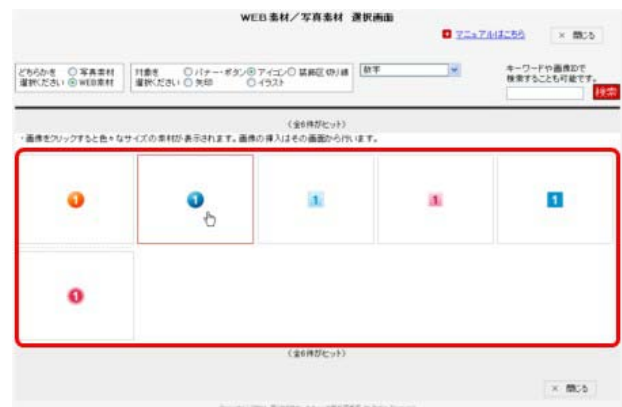 WEB素材／写真素材 選択画面
マニュアルはこちら
× 閉じる
どちらかを 写真素材
選択ください WEB素材
対象を バナー・ボタン アイコン
選択ください 矢印 イラスト
数字
キーワードや画像IDで
検索することも可能です。
検索
(全6件がヒット)
・画像をクリックすると色々なサイズの素材が表示されます。画像の挿入はその画面から行います。
1
1
1
1
1
1
(全6件がヒット)
× 閉じる